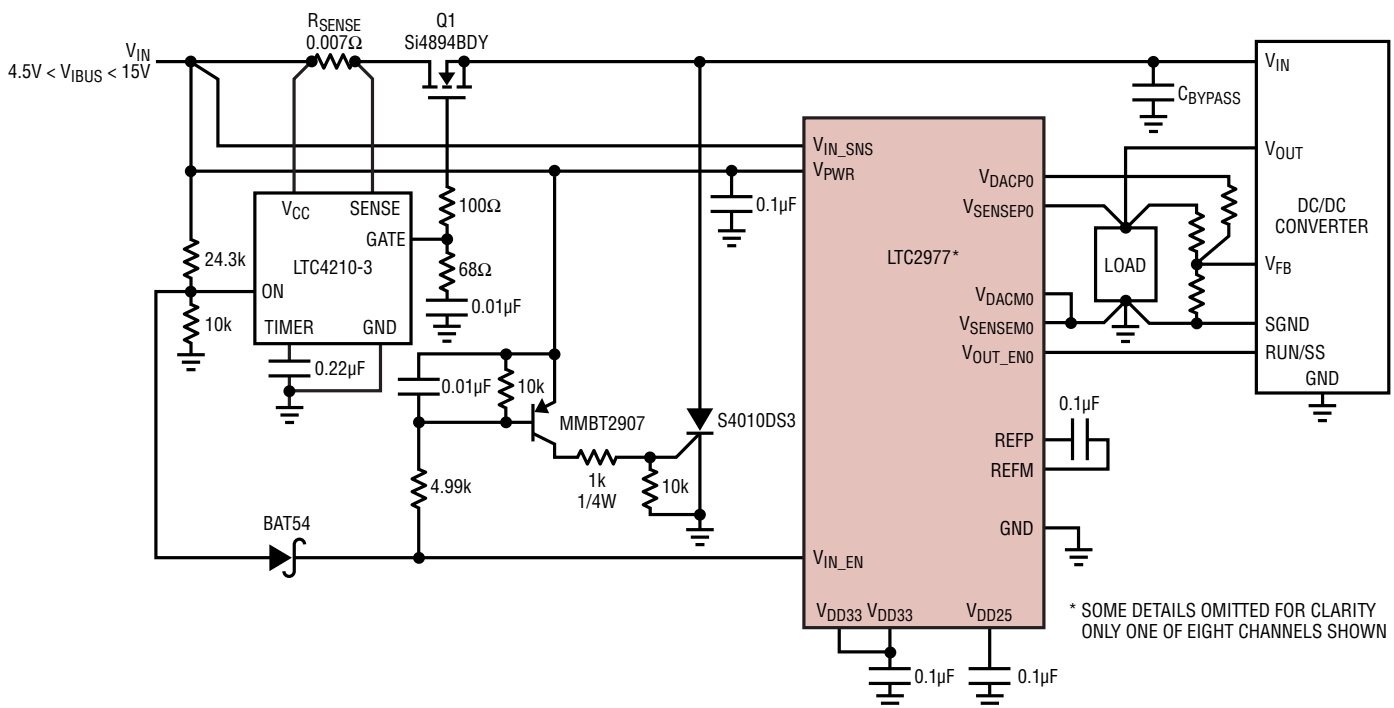 VIN
4.5V < VIBUS < 15V
RSENSE
0.007Ω
Q1
Si4894BDY
VIN
CBYPASS
VOUT
DC/DC
CONVERTER
VFB
SGND
RUN/SS
GND
VIN_SNS
VPWR
0.1µF
VCC
SENSE
GATE
LTC4210-3
ON
TIMER
GND
100Ω
68Ω
0.01µF
24.3k
10k
0.22µF
0.01µF
10k
MMBT2907
S4010DS3
4.99k
1k
1/4W
10k
BAT54
LTC2977*
VDACP0
VSENSEP0
VDACM0
VSENSEM0
VOUT_EN0
LOAD
0.1µF
REFP
REFM
GND
VIN_EN
VDD33
VDD33
VDD25
0.1µF
0.1µF
* SOME DETAILS OMITTED FOR CLARITY
ONLY ONE OF EIGHT CHANNELS SHOWN